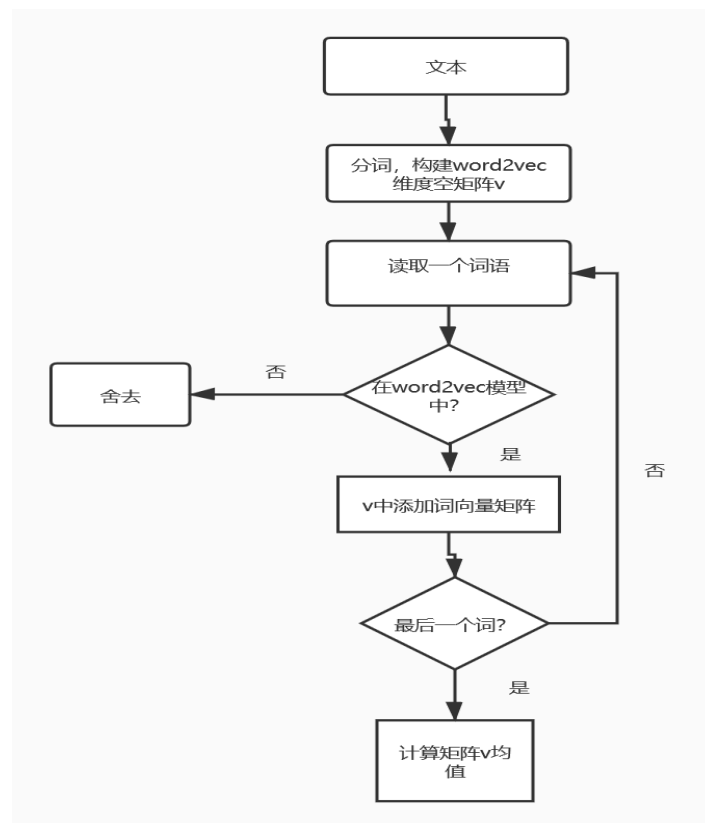 文本
分词，构建word2vec
维度空矩阵v
读取一个词语
在word2vec模型
中？
否
舍去
是
v中添加词向量矩阵
否
最后一个词？
是
计算矩阵v均
值